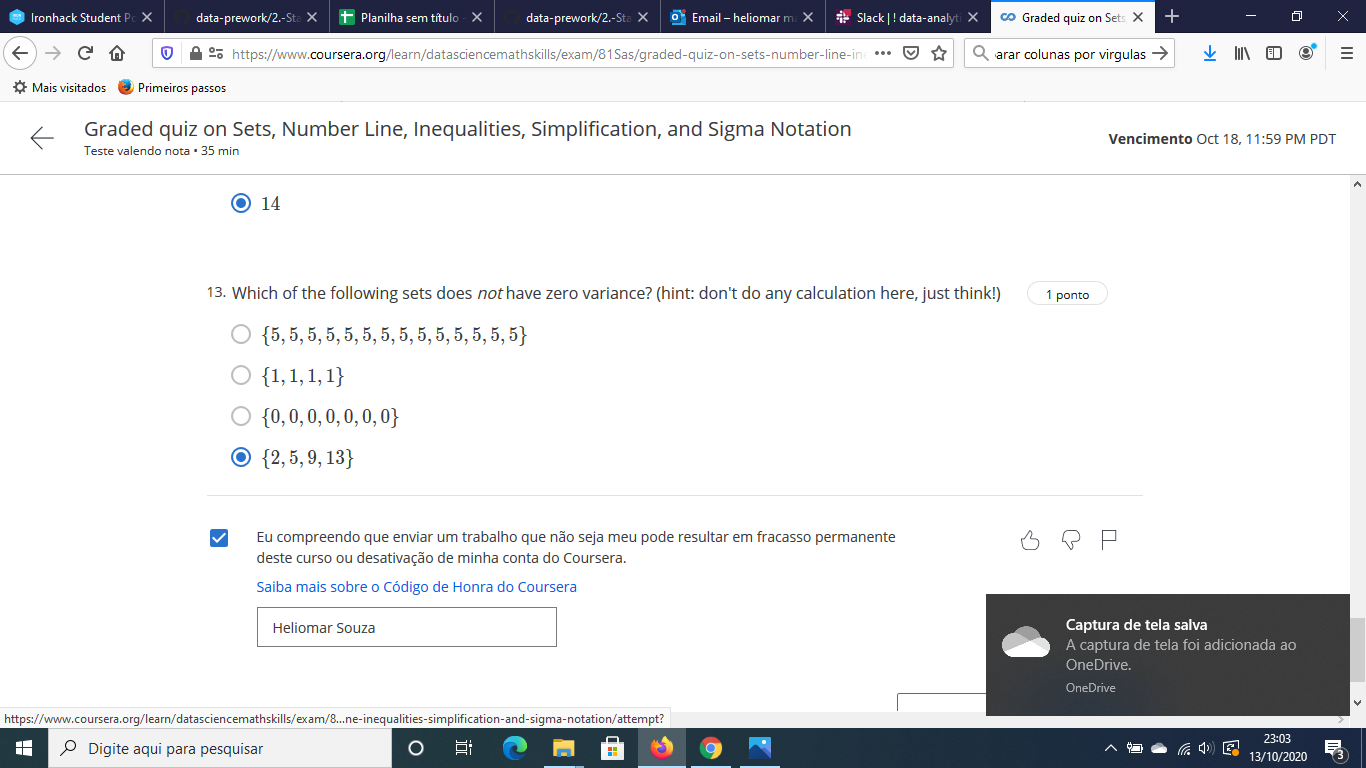 Ironhack Student Po
data-prework/2.-Sta
Planilha sem título -
data-prework/2.-Sta
Email – heliomar ma
Slack | ! data-analyti
Graded quiz on Sets,
https://www.coursera.org/learn/datasciencemathskills/exam/81Sas/graded-quiz-on-sets-number-line-ine
arar colunas por virgulas
Mais visitados
Primeiros passos
Graded quiz on Sets, Number Line, Inequalities, Simplification, and Sigma Notation
Teste valendo nota • 35 min
Vencimento Oct 18, 11:59 PM PDT
14
13. Which of the following sets does not have zero variance? (hint: don't do any calculation here, just think!)
1 ponto
{5, 5, 5, 5, 5, 5, 5, 5, 5, 5, 5, 5, 5, 5}
{1, 1, 1, 1}
{0, 0, 0, 0, 0, 0, 0}
{2, 5, 9, 13}
Eu compreendo que enviar um trabalho que não seja meu pode resultar em fracasso permanente
deste curso ou desativação de minha conta do Coursera.
Saiba mais sobre o Código de Honra do Coursera
Heliomar Souza
Captura de tela salva
A captura de tela foi adicionada ao
OneDrive.
OneDrive
https://www.coursera.org/learn/datasciencemathskills/exam/8...ne-inequalities-simplification-and-sigma-notation/attempt?
Digite aqui para pesquisar
23:03
13/10/2020
3